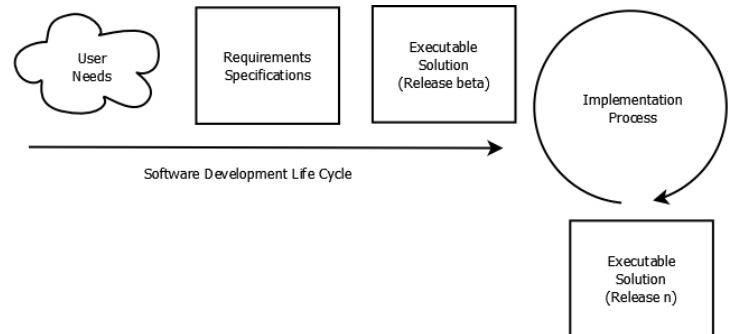 User
Needs
Requirements
Specifications
Executable
Solution
(Release beta)
Implementation
Process
Software Development Life Cycle
Executable
Solution
(Release n)